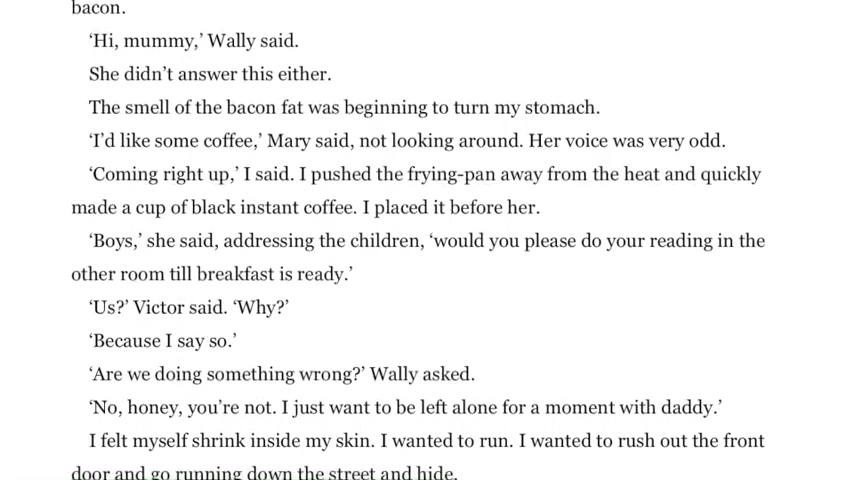 bacon.
‘Hi, mummy,’ Wally said.
She didn’t answer this either.
The smell of the bacon fat was beginning to turn my stomach.
‘I’d like some coffee,’ Mary said, not looking around. Her voice was very odd.
‘Coming right up,’ I said. I pushed the frying-pan away from the heat and quickly
made a cup of black instant coffee. I placed it before her.
‘Boys,’ she said, addressing the children, ‘would you please do your reading in the
other room till breakfast is ready.’
‘Us?’ Victor said. ‘Why?’
‘Because I say so.’
‘Are we doing something wrong?’ Wally asked.
‘No, honey, you’re not. I just want to be left alone for a moment with daddy.’
I felt myself shrink inside my skin. I wanted to run. I wanted to rush out the front
door and go running down the street and hide.